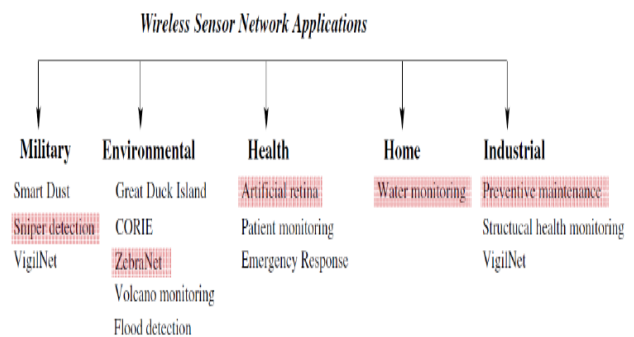 Wireless Sensor Network Applications
Military
Smart Dust
Sniper detection
VigilNet
Environmental
Great Duck Island
CORIE
ZebraNet
Volcano monitoring
Flood detection
Health
Artificial retina
Patient monitoring
Emergency Response
Home
Water monitoring
Industrial
Preventive maintenance
Structucal health monitoring
VigilNet